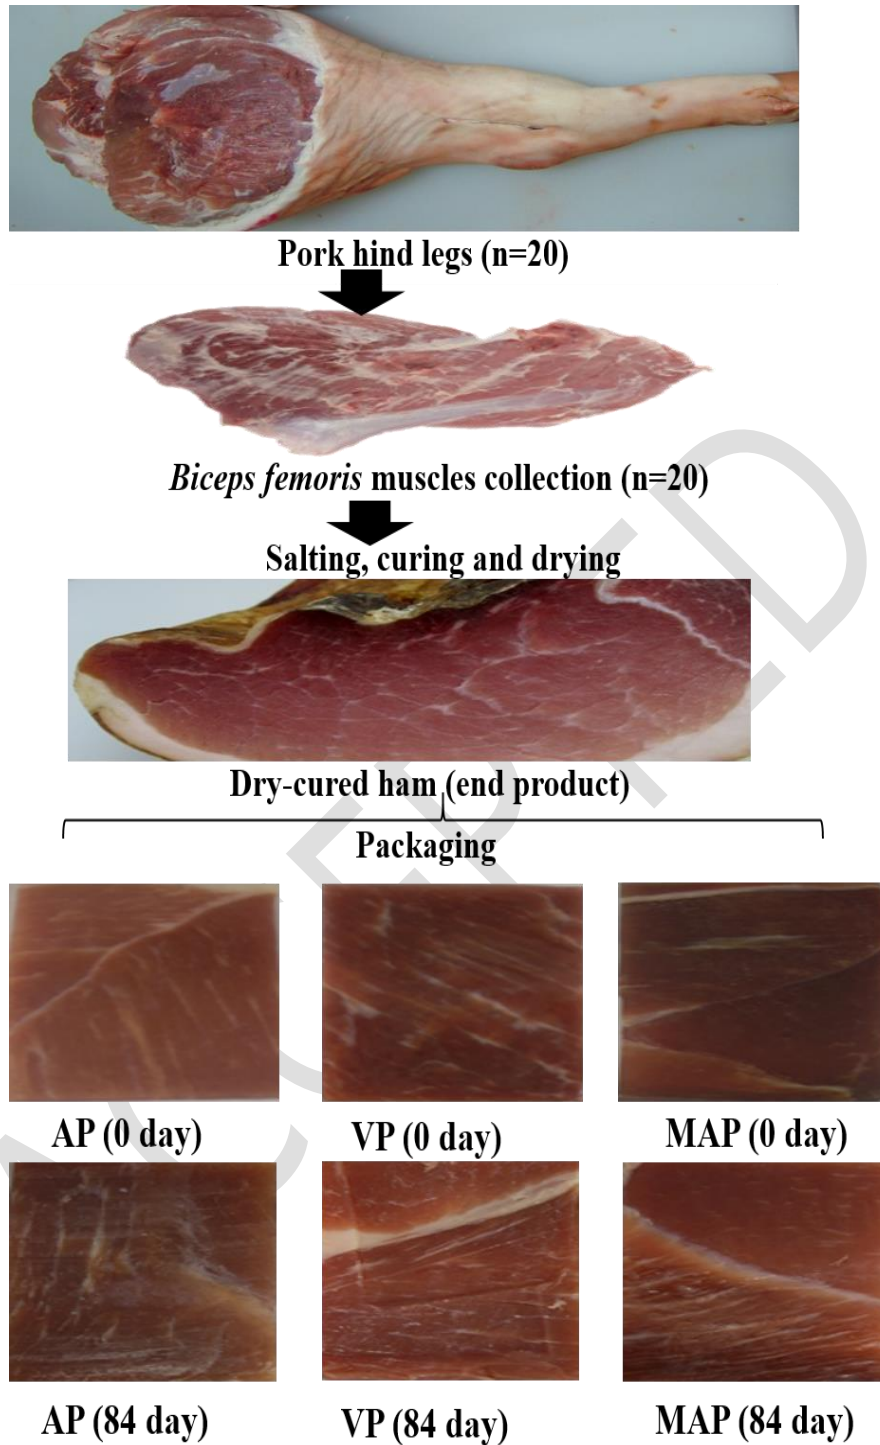 Pork hind legs (n=20)
Biceps femoris muscles collection (n=20)
Salting, curing and drying
Dry-cured ham (end product)
Packaging
AP (0 day)
VP (0 day)
MAP (0 day)
AP (84 day)
VP (84 day)
MAP (84 day)
ACCEPTED